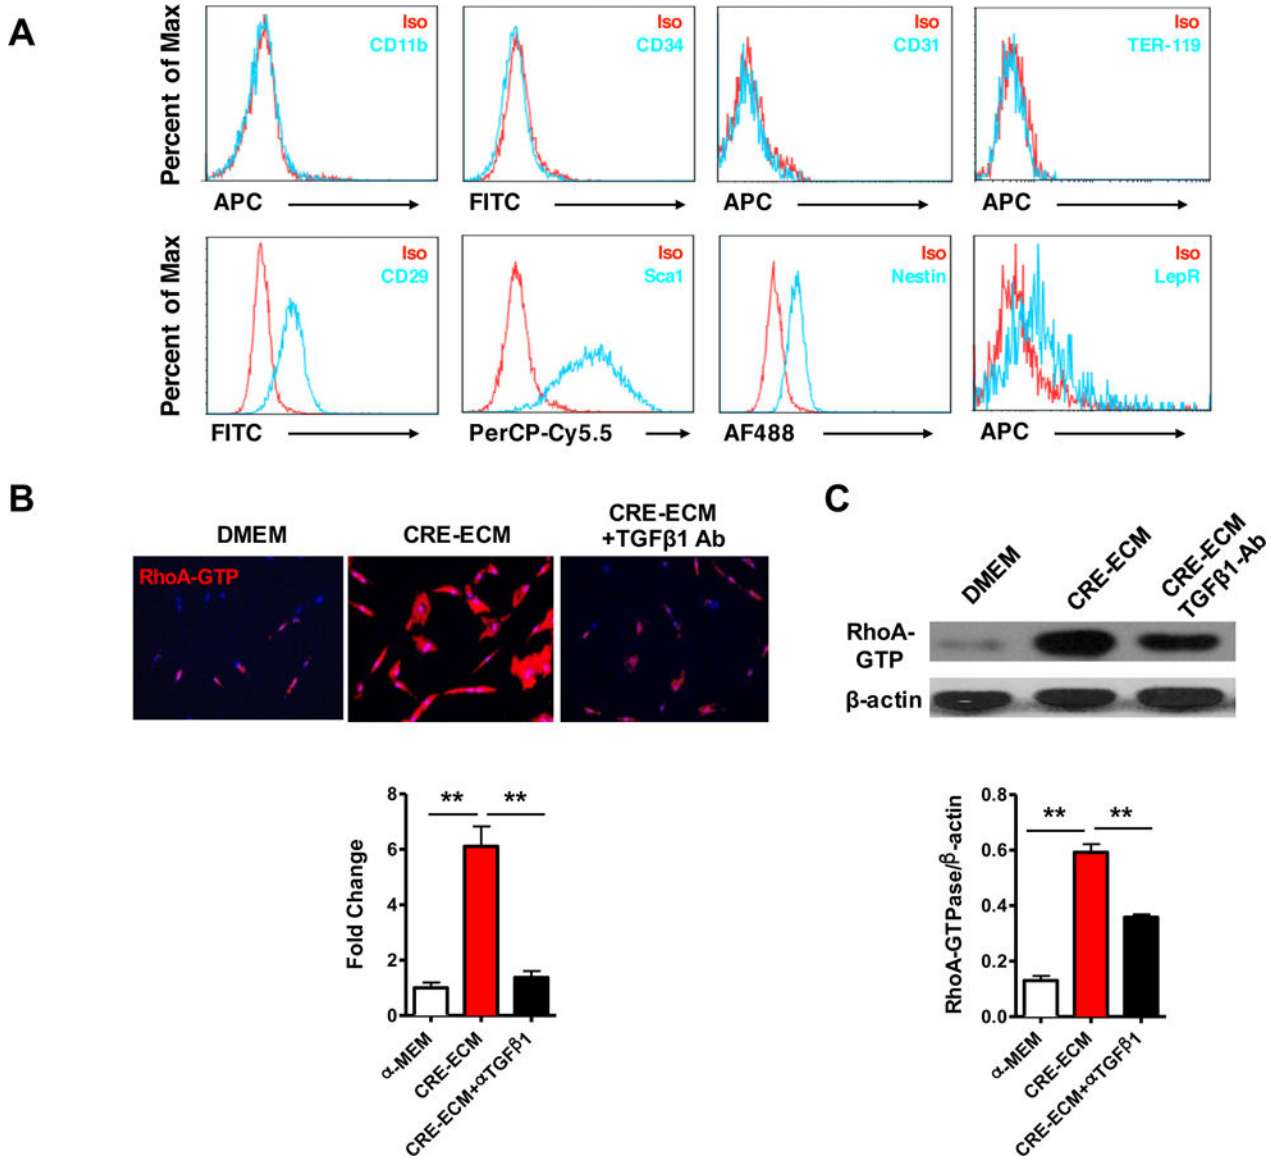 A
Percent of Max
Iso
CD11b
APC
Iso
CD34
FITC
Iso
CD31
APC
Iso
TER-119
APC
Percent of Max
Iso
CD29
FITC
Iso
Sca1
PerCP-Cy5.5
Iso
Nestin
AF488
Iso
LepR
APC
B
DMEM
CRE-ECM
CRE-ECM
+TGFβ1 Ab
RhoA-GTP
Fold Change
8
6
4
2
0
**
**
α-MEM
CRE-ECM
CRE-ECM+αTGFβ1
C
DMEM
CRE-ECM
CRE-ECM
TGFβ1-Ab
RhoA-
GTP
β-actin
RhoA-GTPase/β-actin
0.8
0.6
0.4
0.2
0.0
**
**
α-MEM
CRE-ECM
CRE-ECM+αTGFβ1